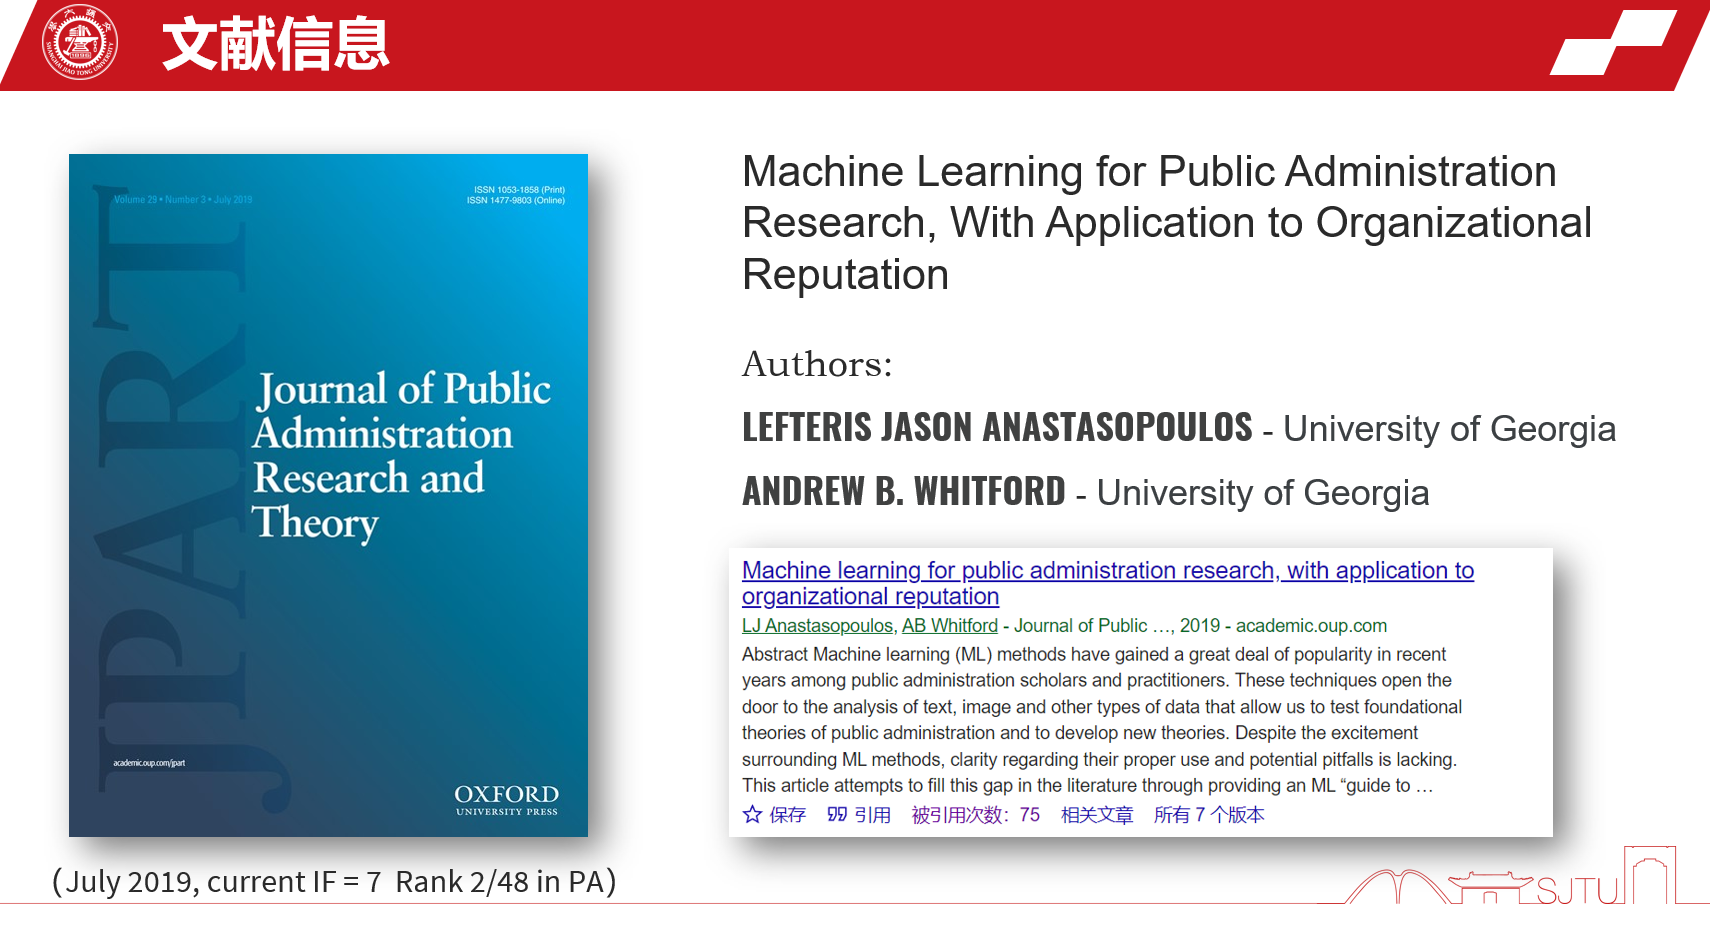 文献信息
SHANGHAI JIAO TONG UNIVERSITY
1896
Volume 29 • Number 3 • July 2019
ISSN 1053-1858 (Print)
ISSN 1477-9803 (Online)
JPART
Journal of Public
Administration
Research and
Theory
academic.oup.com/jpart
OXFORD
UNIVERSITY PRESS
(July 2019, current IF = 7 Rank 2/48 in PA)
Machine Learning for Public Administration
Research, With Application to Organizational
Reputation
Authors:
LEFTERIS JASON ANASTASOPOULOS - University of Georgia
ANDREW B. WHITFORD - University of Georgia
Machine learning for public administration research, with application to
organizational reputation
LJ Anastasopoulos, AB Whitford - Journal of Public …, 2019 - academic.oup.com
Abstract Machine learning (ML) methods have gained a great deal of popularity in recent
years among public administration scholars and practitioners. These techniques open the
door to the analysis of text, image and other types of data that allow us to test foundational
theories of public administration and to develop new theories. Despite the excitement
surrounding ML methods, clarity regarding their proper use and potential pitfalls is lacking.
This article attempts to fill this gap in the literature through providing an ML “guide to …
保存 引用 被引用次数：75 相关文章 所有 7 个版本
SJTU